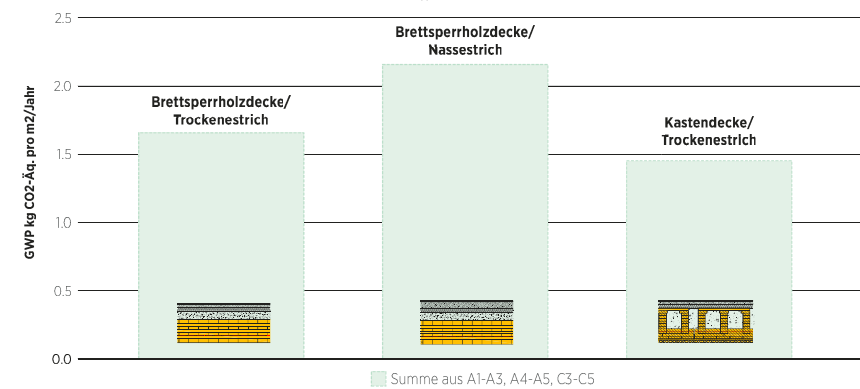 2.5
Brettsperrholzdecke/
Nassestrich
2.0
Brettsperrholzdecke/
Trockenestrich
Kastendecke/
Trockenestrich
1.5
1.0
0.5
0.0
GWP kg CO2-Äq. pro m2/Jahr
Summe aus A1-A3, A4-A5, C3-C5